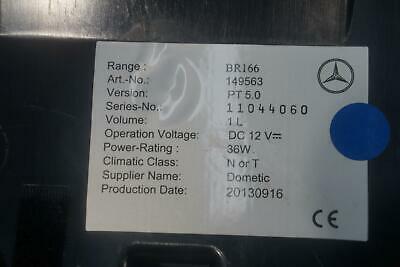 Range : BR166
Art.-No.: 149563
Version: PT 5.0
Series-No.: 11044060
Volume: 1 L
Operation Voltage: DC 12 V⎓
Power-Rating : 36W
Climatic Class: N or T
Supplier Name: Dometic
Production Date: 20130916
CE